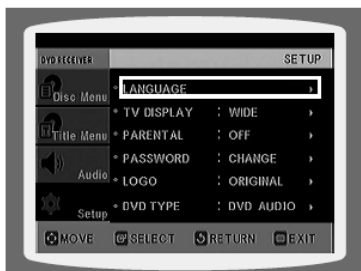 DVD RECEIVER SETUP
Disc Menu
Title Menu
Audio
Setup
• LANGUAGE
• TV DISPLAY : WIDE
• PARENTAL : OFF
• PASSWORD : CHANGE
• LOGO : ORIGINAL
• DVD TYPE : DVD AUDIO
MOVE SELECT RETURN EXIT